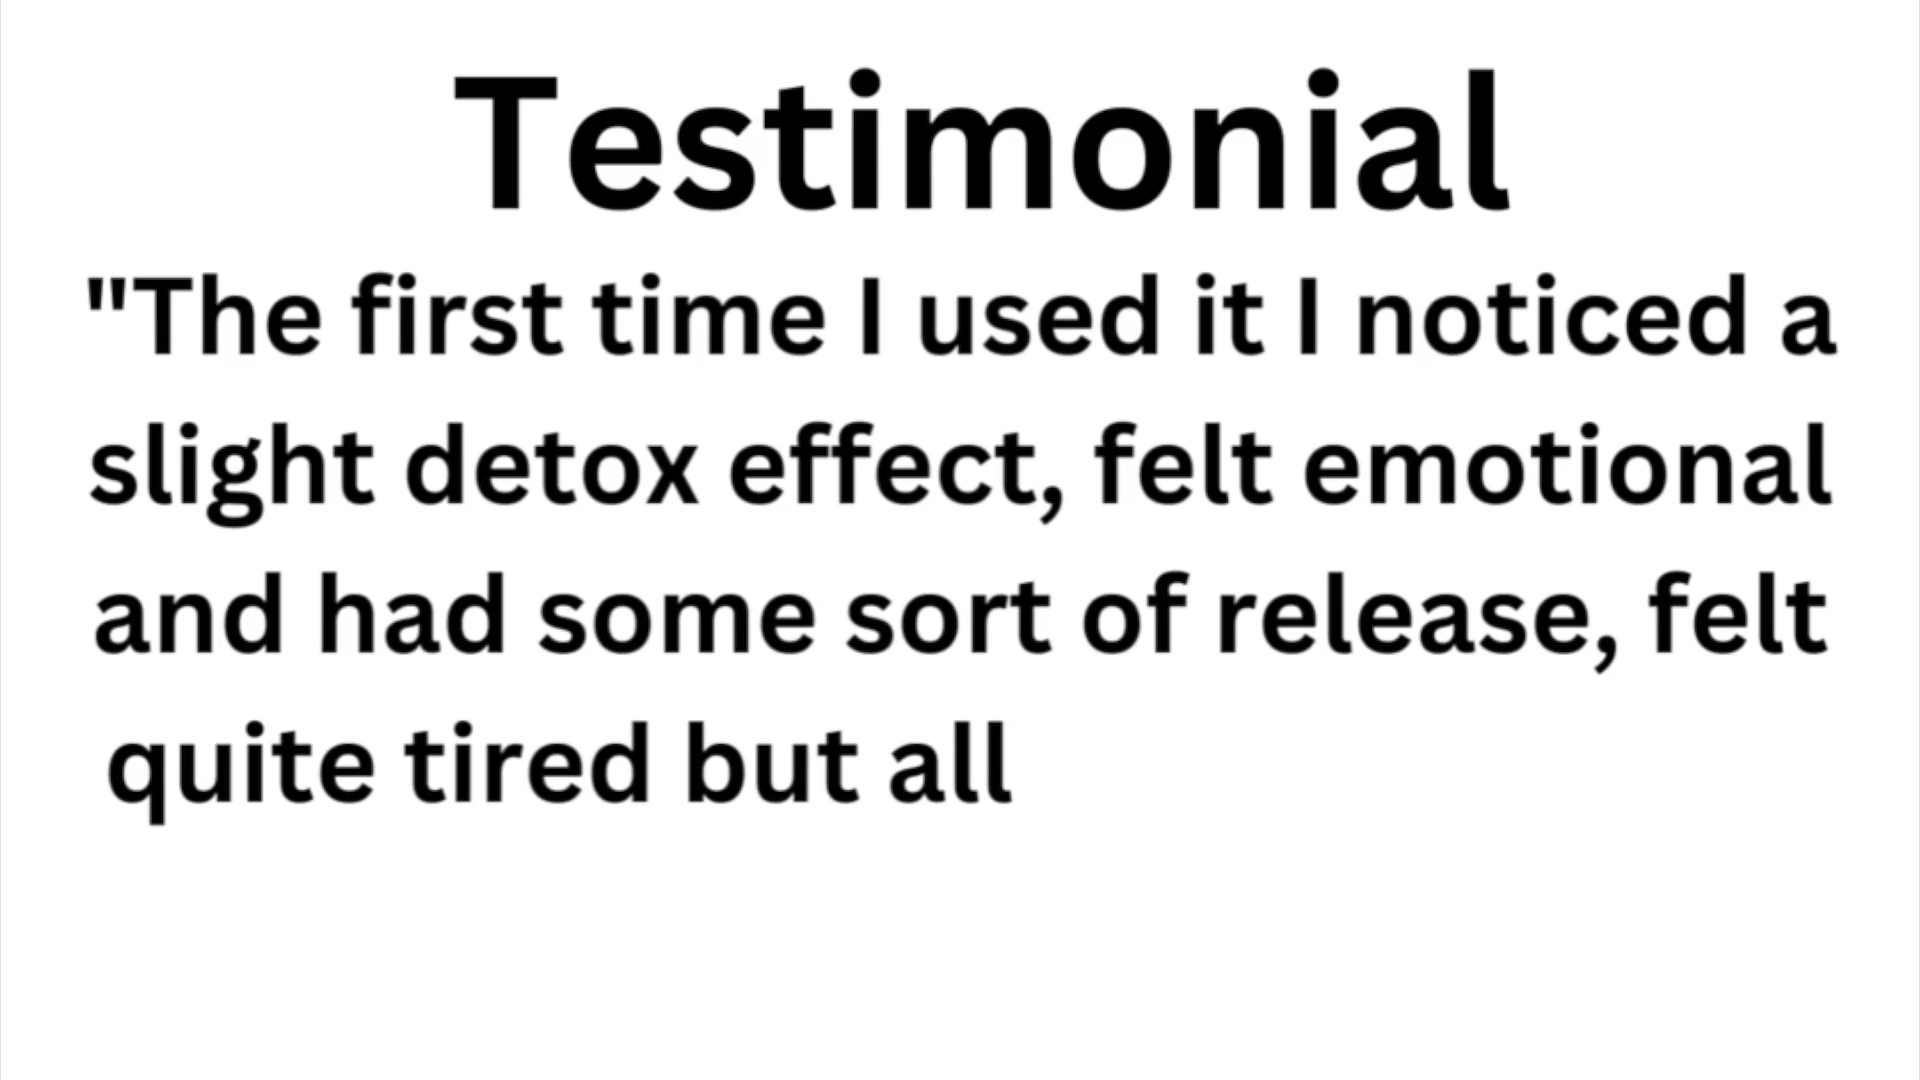 Testimonial
"The first time I used it I noticed a
slight detox effect, felt emotional
and had some sort of release, felt
quite tired but all